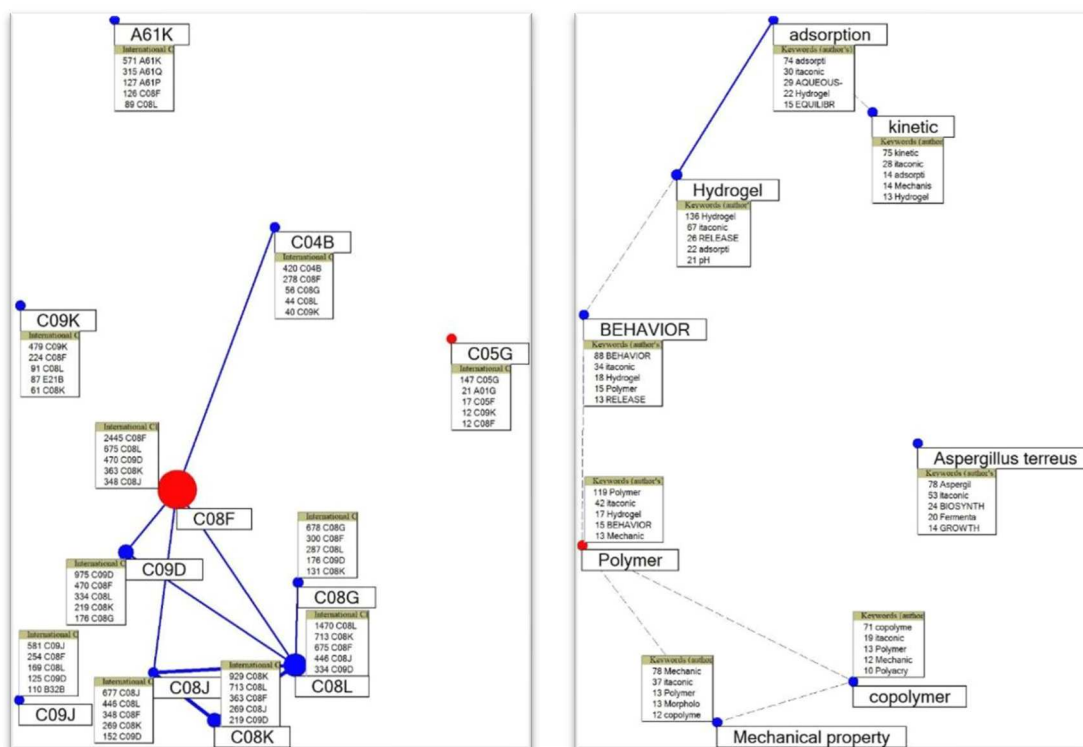 A61K
International C
571 A61K
315 A61Q
127 A61P
126 C08F
89 C08L
C04B
International C
420 C04B
278 C08F
56 C08G
44 C08L
40 C09K
C09K
International C
479 C09K
224 C08F
91 C08L
87 E21B
61 C08K
C05G
International C
147 C05G
21 A01G
17 C05F
12 C09K
12 C08F
International Cl
2445 C08F
675 C08L
470 C09D
363 C08K
348 C08J
C08F
C09D
International C
975 C09D
470 C08F
334 C08L
219 C08K
176 C08G
International C
678 C08G
300 C08F
287 C08L
176 C09D
131 C08K
C08G
International C
1470 C08L
713 C08K
675 C08F
446 C08J
334 C09D
C08L
International C
581 C09J
254 C08F
169 C08L
125 C09D
110 B32B
C09J
C08J
International C
677 C08J
446 C08L
348 C08F
269 C08K
152 C09D
International C
929 C08K
713 C08L
363 C08F
269 C08J
219 C09D
C08K
adsorption
Keywords (author's
74 adsorpti
30 itaconic
29 AQUEOUS-
22 Hydrogel
15 EQUILIBR
kinetic
Keywords (author
75 kinetic
28 itaconic
14 adsorpti
14 Mechanis
13 Hydrogel
Hydrogel
Keywords (author'
136 Hydrogel
67 itaconic
26 RELEASE
22 adsorpti
21 pH
BEHAVIOR
Keywords (author's
88 BEHAVIOR
34 itaconic
18 Hydrogel
15 Polymer
13 RELEASE
Aspergillus terreus
Keywords (author's)
78 Aspergil
53 itaconic
24 BIOSYNTH
20 Fermenta
14 GROWTH
Keywords (author's)
119 Polymer
42 itaconic
17 Hydrogel
15 BEHAVIOR
13 Mechanic
Polymer
Keywords (author
71 copolyme
19 itaconic
13 Polymer
12 Mechanic
10 Polyacry
copolymer
Keywords (author
78 Mechanic
37 itaconic
13 Polymer
13 Morpholo
12 copolyme
Mechanical property